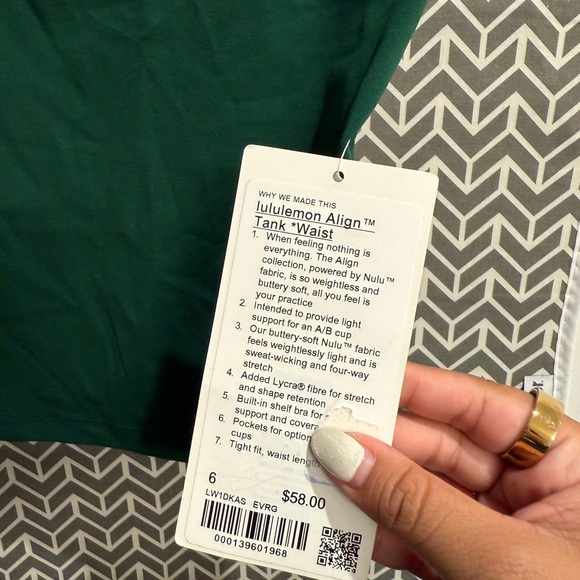 WHY WE MADE THIS
lululemon Align™
Tank *Waist
1. When feeling nothing is
everything. The Align
collection, powered by Nulu™
fabric, is so weightless and
buttery soft, all you feel is
your practice
2. Intended to provide light
support for an A/B cup
3. Our buttery-soft Nulu™ fabric
feels weightlessly light and is
sweat-wicking and four-way
stretch
4. Added Lycra® fibre for stretch
and shape retention
5. Built-in shelf bra for
support and
6. Pockets for
cups
7. Tight fit, waist length
6 $58.00
LW1DKAS EVRG
000139601968